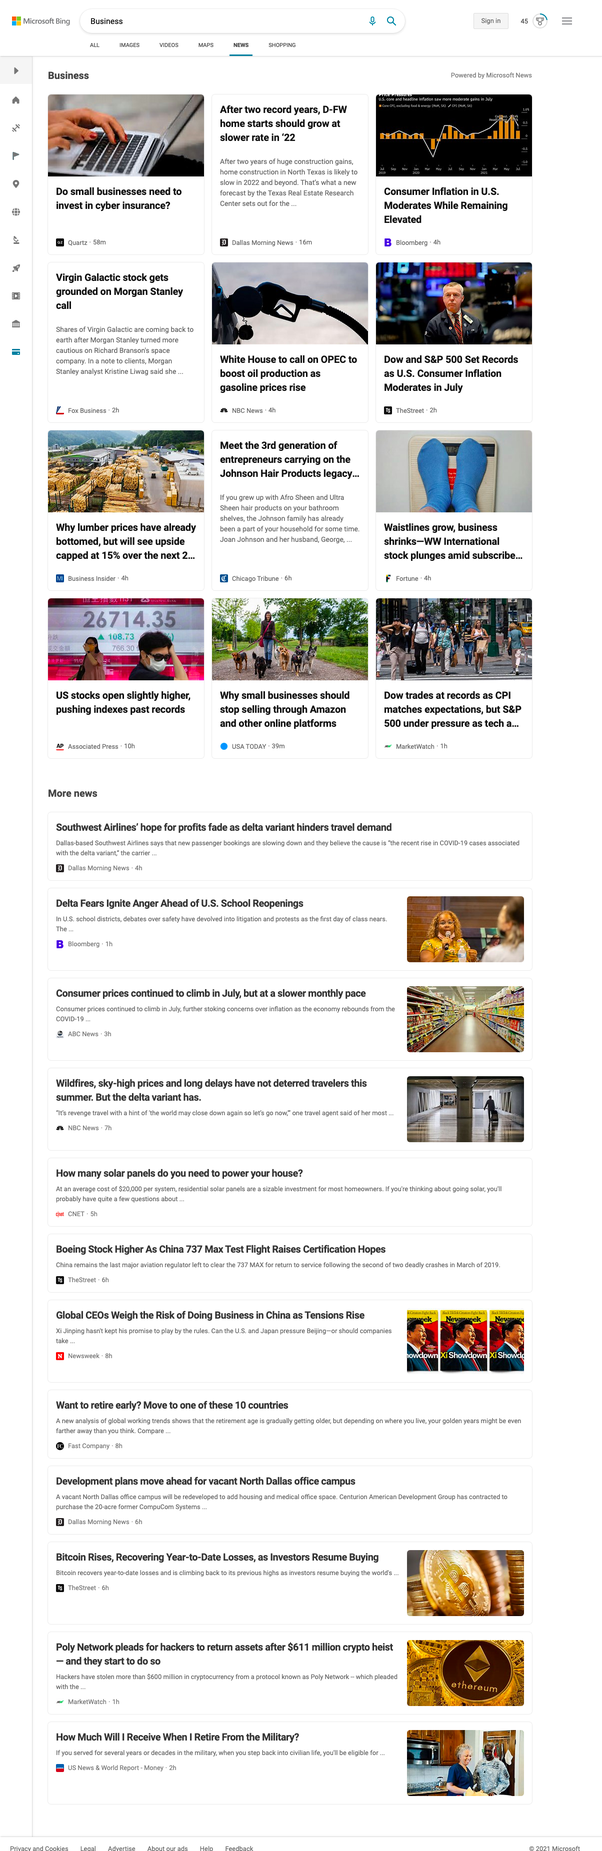 Microsoft Bing
Business
Sign in
45
ALL IMAGES VIDEOS MAPS NEWS SHOPPING
Business
Powered by Microsoft News
Do small businesses need to
invest in cyber insurance?
Quartz · 58m
After two record years, D-FW
home starts should grow at
slower rate in '22
After two years of huge construction gains,
home construction in North Texas is likely to
slow in 2022 and beyond. That's what a new
forecast by the Texas Real Estate Research
Center sets out for the ...
Dallas Morning News · 16m
U.S. core and headline inflation saw more moderate gains in July
Consumer Inflation in U.S.
Moderates While Remaining
Elevated
Bloomberg · 4h
Virgin Galactic stock gets
grounded on Morgan Stanley
call
Shares of Virgin Galactic are coming back to
earth after Morgan Stanley turned more
cautious on Richard Branson's space
company. In a note to clients, Morgan
Stanley analyst Kristine Liwag said she ...
Fox Business · 2h
White House to call on OPEC to
boost oil production as
gasoline prices rise
NBC News · 4h
Dow and S&P 500 Set Records
as U.S. Consumer Inflation
Moderates in July
TheStreet · 2h
Why lumber prices have already
bottomed, but will see upside
capped at 15% over the next 2...
Business Insider · 4h
Meet the 3rd generation of
entrepreneurs carrying on the
Johnson Hair Products legacy...
If you grew up with Afro Sheen and Ultra
Sheen hair products on your bathroom
shelves, the Johnson family has already
been a part of your household for some time.
Joan Johnson and her husband, George, ...
Chicago Tribune · 6h
Waistlines grow, business
shrinks—WW International
stock plunges amid subscribe...
Fortune · 4h
26714.35
108.73
766.30
US stocks open slightly higher,
pushing indexes past records
Associated Press · 10h
Why small businesses should
stop selling through Amazon
and other online platforms
USA TODAY · 39m
Dow trades at records as CPI
matches expectations, but S&P
500 under pressure as tech a...
MarketWatch · 1h
More news
Southwest Airlines' hope for profits fade as delta variant hinders travel demand
Dallas-based Southwest Airlines says that new passenger bookings are slowing down and they believe the cause is "the recent rise in COVID-19 cases associated
with the delta variant," the carrier ...
Dallas Morning News · 4h
Delta Fears Ignite Anger Ahead of U.S. School Reopenings
In U.S. school districts, debates over safety have devolved into litigation and protests as the first day of class nears.
The ...
Bloomberg · 1h
Consumer prices continued to climb in July, but at a slower monthly pace
Consumer prices continued to climb in July, further stoking concerns over inflation as the economy rebounds from the
COVID-19 ...
ABC News · 3h
Wildfires, sky-high prices and long delays have not deterred travelers this
summer. But the delta variant has.
"It's revenge travel with a hint of 'the world may close down again so let's go now,'" one travel agent said of her most ...
NBC News · 7h
How many solar panels do you need to power your house?
At an average cost of $20,000 per system, residential solar panels are a sizable investment for most homeowners. If you're thinking about going solar, you'll
probably have quite a few questions about ...
CNET · 5h
Boeing Stock Higher As China 737 Max Test Flight Raises Certification Hopes
China remains the last major aviation regulator left to clear the 737 MAX for return to service following the second of two deadly crashes in March of 2019.
TheStreet · 6h
Global CEOs Weigh the Risk of Doing Business in China as Tensions Rise
Xi Jinping hasn't kept his promise to play by the rules. Can the U.S. and Japan pressure Beijing—or should companies
take ...
Newsweek · 8h
Newsweek
Xi Showdown
Want to retire early? Move to one of these 10 countries
A new analysis of global working trends shows that the retirement age is gradually getting older, but depending on where you live, your golden years might be even
farther away than you think. Compare ...
Fast Company · 8h
Development plans move ahead for vacant North Dallas office campus
A vacant North Dallas office campus will be redeveloped to add housing and medical office space. Centurion American Development Group has contracted to
purchase the 20-acre former CompuCom Systems ...
Dallas Morning News · 6h
Bitcoin Rises, Recovering Year-to-Date Losses, as Investors Resume Buying
Bitcoin recovers year-to-date losses and is climbing back to its previous highs as investors resume buying the world's ...
TheStreet · 6h
Poly Network pleads for hackers to return assets after $611 million crypto heist
— and they start to do so
Hackers have stolen more than $600 million in cryptocurrency from a protocol known as Poly Network – which pleaded
with the ...
MarketWatch · 1h
ethereum
How Much Will I Receive When I Retire From the Military?
If you served for several years or decades in the military, when you step back into civilian life, you'll be eligible for ...
US News & World Report - Money · 2h
Privacy and Cookies Legal Advertise About our ads Help Feedback
© 2021 Microsoft